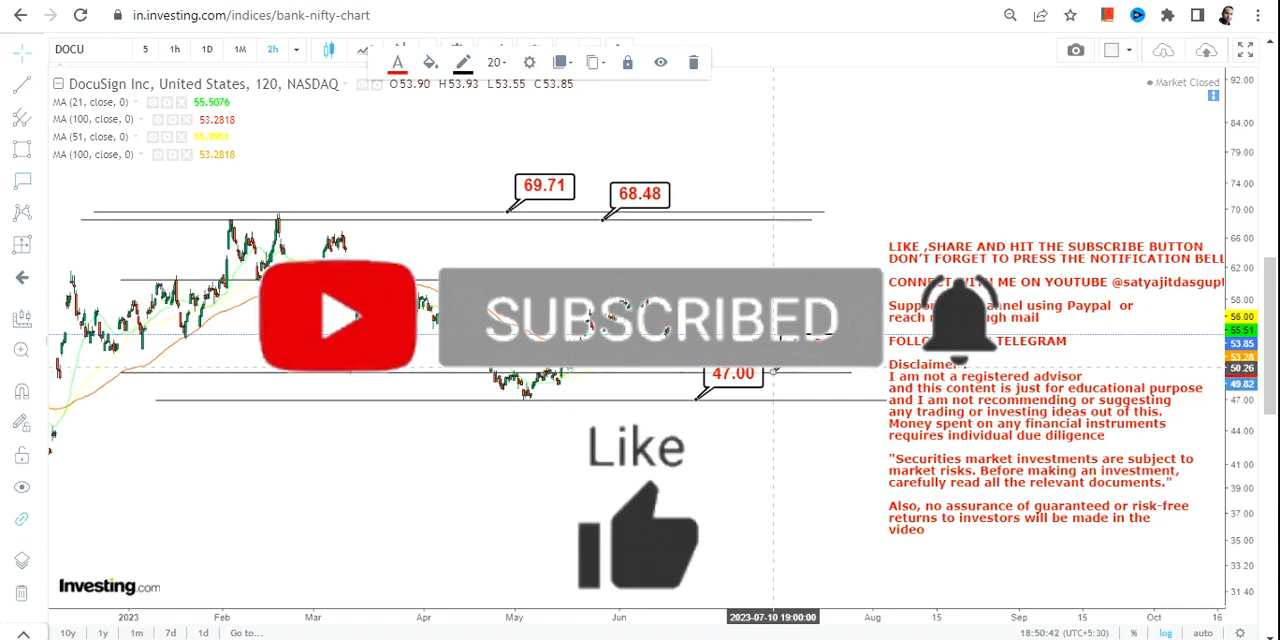 in.investing.com/indices/bank-nifty-chart
DOCU 5 1h 1D 1M 2h
20
DocuSign Inc, United States, 120, NASDAQ O53.90 H53.93 L53.55 C53.85
Market Closed
MA (21, close, 0) 55.5076
MA (100, close, 0) 53.2818
MA (51, close, 0)
MA (100, close, 0) 53.2818
69.71
68.48
47.00
SUBSCRIBED
Like
LIKE ,SHARE AND HIT THE SUBSCRIBE BUTTON
DON'T FORGET TO PRESS THE NOTIFICATION BELL
CONNECT WITH ME ON YOUTUBE @satyajitdasgupt
Paypal or
mail
TELEGRAM
Disclaimer
I am not a registered advisor
and this content is just for educational purpose
and I am not recommending or suggesting
any trading or investing ideas out of this.
Money spent on any financial instruments
requires individual due diligence
"Securities market investments are subject to
market risks. Before making an investment,
carefully read all the relevant documents."
Also, no assurance of guaranteed or risk-free
returns to investors will be made in the
video
92.00
84.00
79.00
74.00
70.00
66.00
62.00
58.00
56.00
55.51
53.85
53.28
50.26
49.82
47.00
44.00
41.00
39.00
37.00
35.00
33.20
31.40
Investing.com
2023 Feb Mar Apr May Jun 2023-07-10 19:00:00 Aug 15 Sep 15 Oct 16
10y 1y 1m 7d 1d Go to... 18:50:42 (UTC+5:30) % log auto